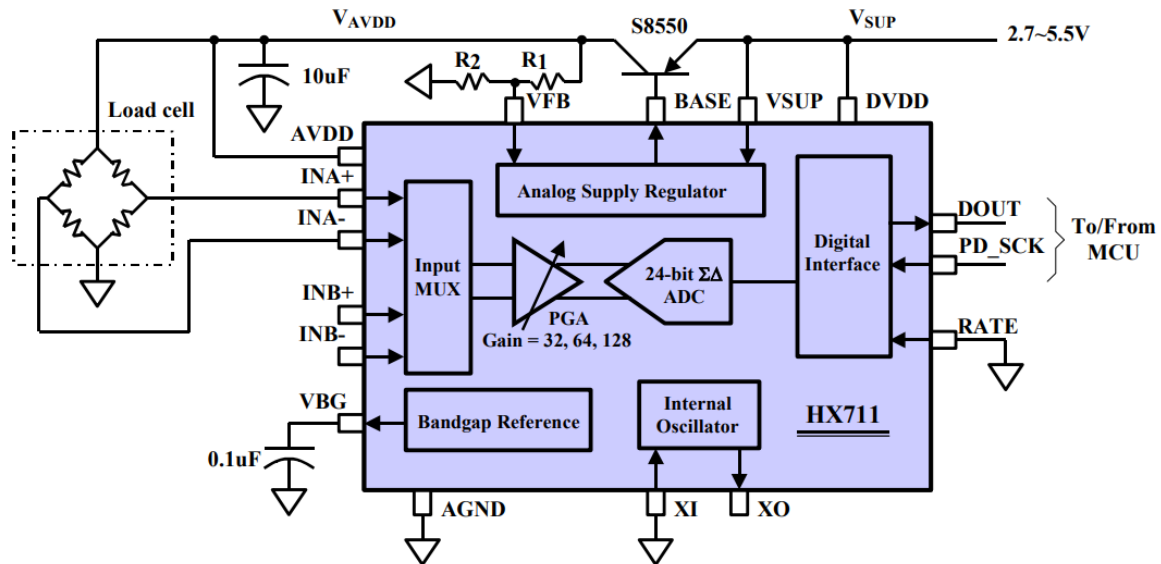 V_AVDD
S8550
V_SUP
2.7~5.5V
R2
R1
10uF
VFB
BASE
VSUP
DVDD
Load cell
AVDD
INA+
INA-
INB+
INB-
VBG
0.1uF
Analog Supply Regulator
Input
MUX
PGA
Gain = 32, 64, 128
24-bit ΣΔ
ADC
Digital
Interface
DOUT
PD_SCK
To/From
MCU
RATE
Bandgap Reference
Internal
Oscillator
HX711
AGND
XI
XO